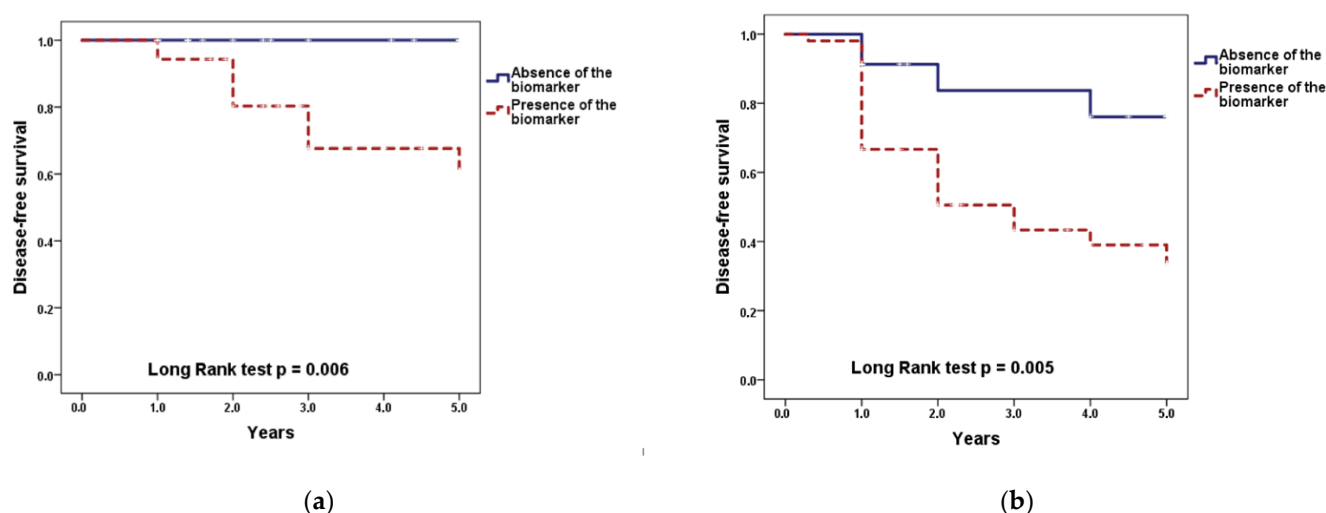 Disease-free survival
1.0
0.8
0.6
0.4
0.2
0.0
Long Rank test p = 0.006
0.0 1.0 2.0 3.0 4.0 5.0
Years
Absence of the
biomarker
Presence of the
biomarker
(a)
Disease-free survival
1.0
0.8
0.6
0.4
0.2
0.0
Long Rank test p = 0.005
0.0 1.0 2.0 3.0 4.0 5.0
Years
Absence of the
biomarker
Presence of the
biomarker
(b)